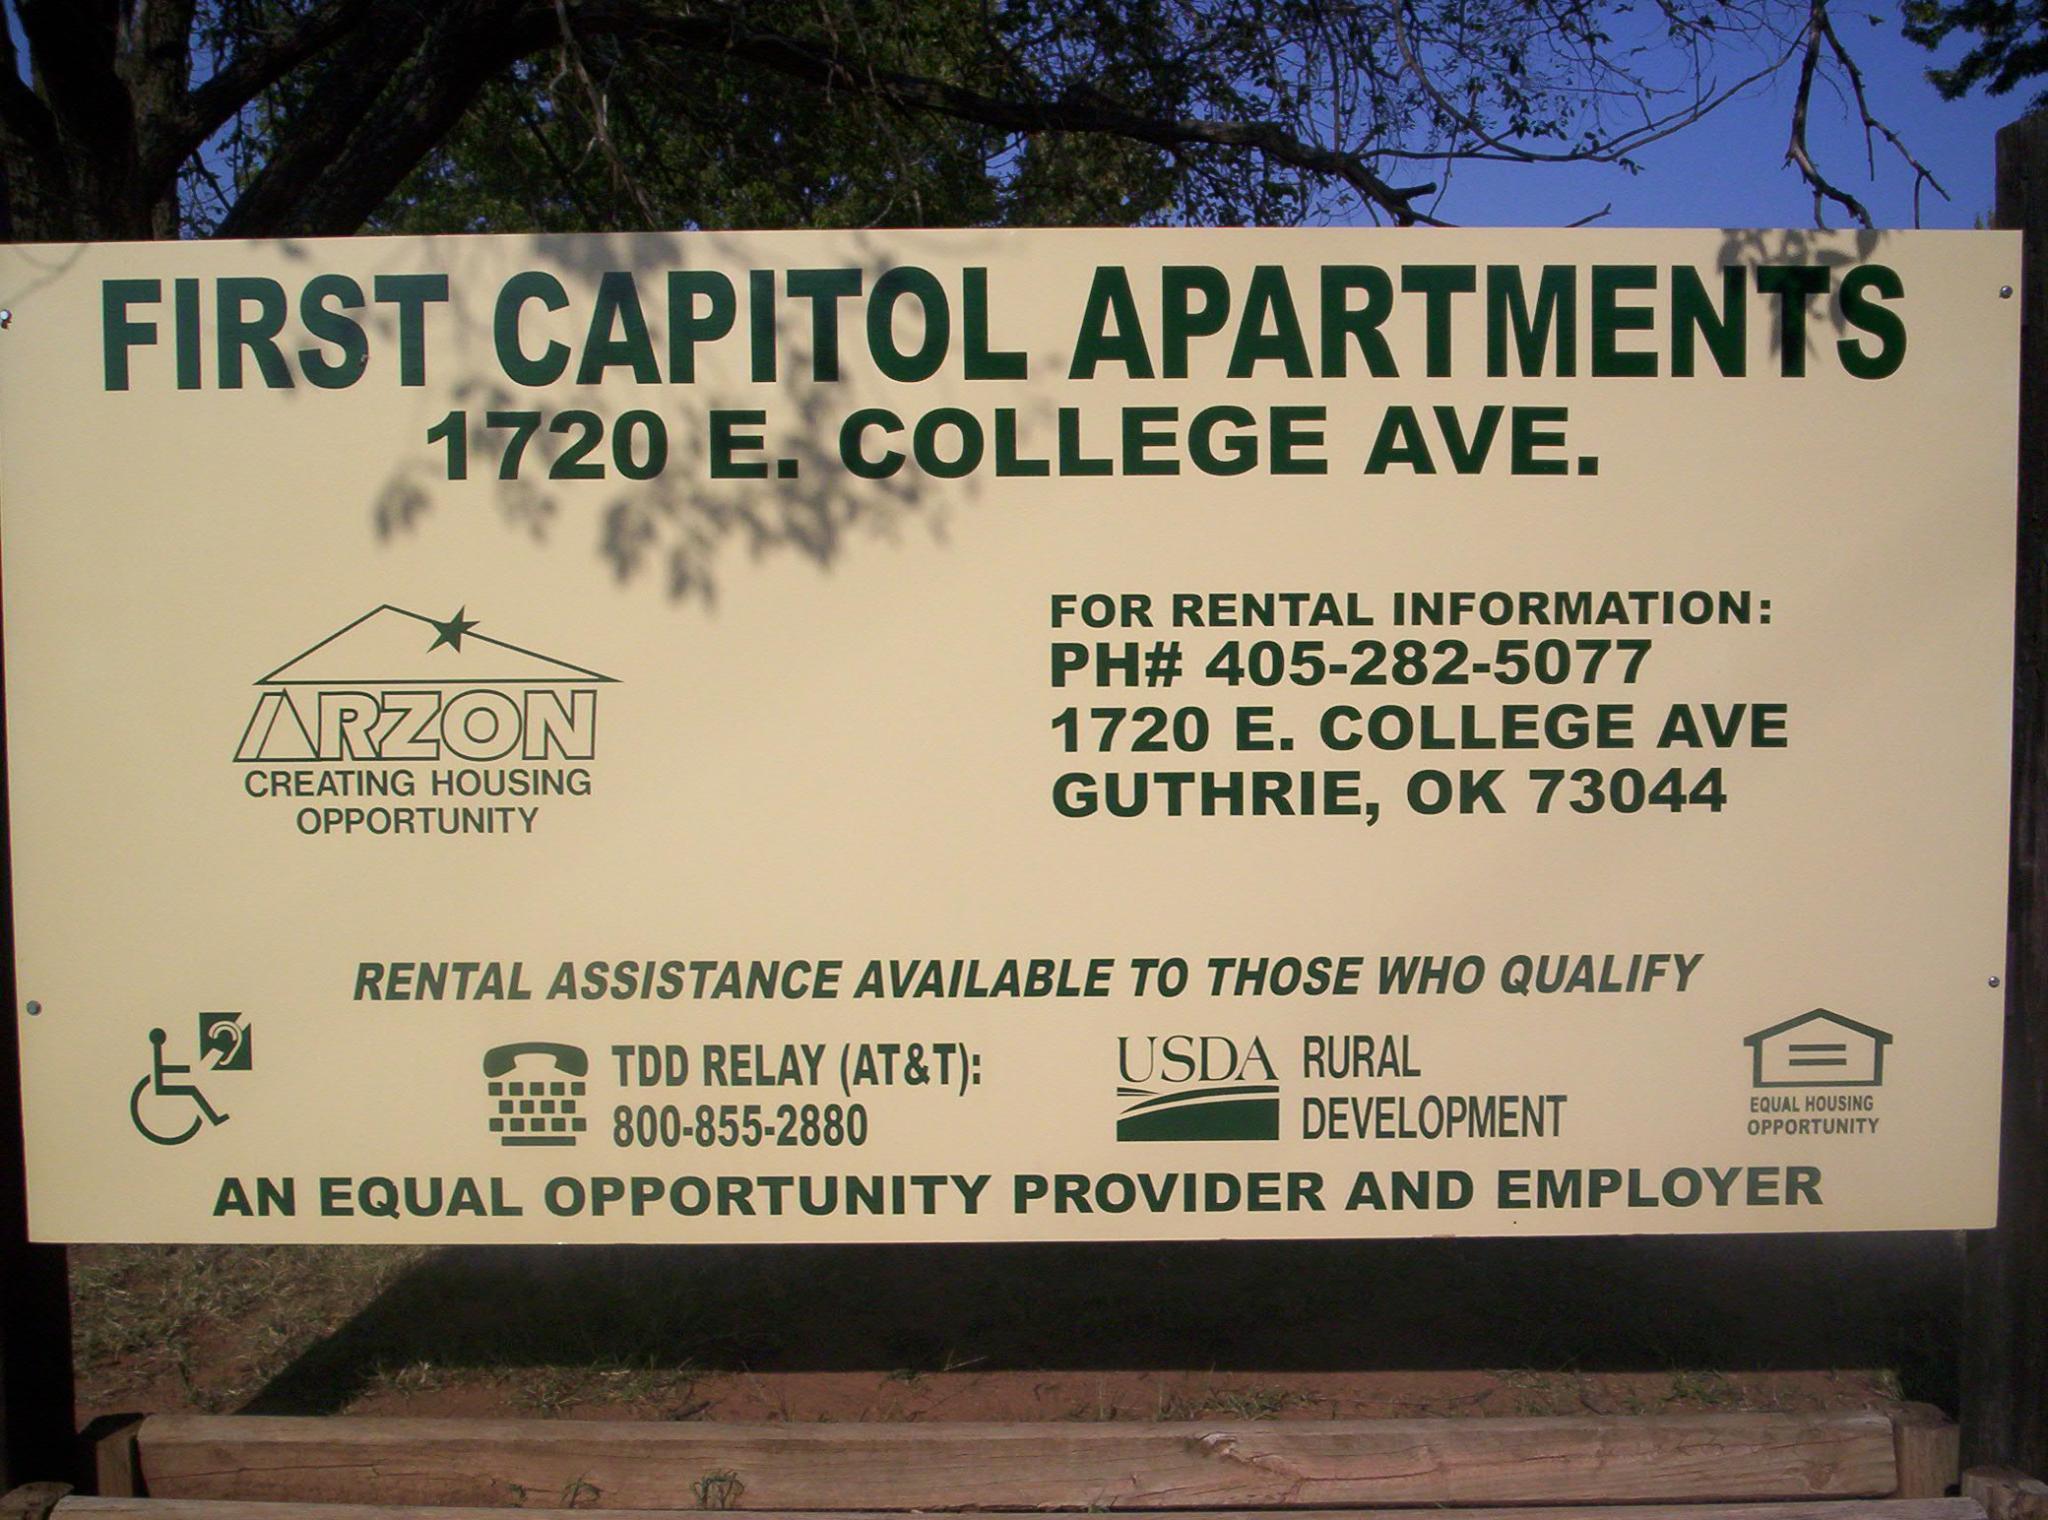 FIRST CAPITOL APARTMENTS
1720 E. COLLEGE AVE.
ARZON
CREATING HOUSING
OPPORTUNITY
FOR RENTAL INFORMATION:
PH# 405-282-5077
1720 E. COLLEGE AVE
GUTHRIE, OK 73044
RENTAL ASSISTANCE AVAILABLE TO THOSE WHO QUALIFY
TDD RELAY (AT&T):
800-855-2880
USDA RURAL
DEVELOPMENT
EQUAL HOUSING
OPPORTUNITY
AN EQUAL OPPORTUNITY PROVIDER AND EMPLOYER